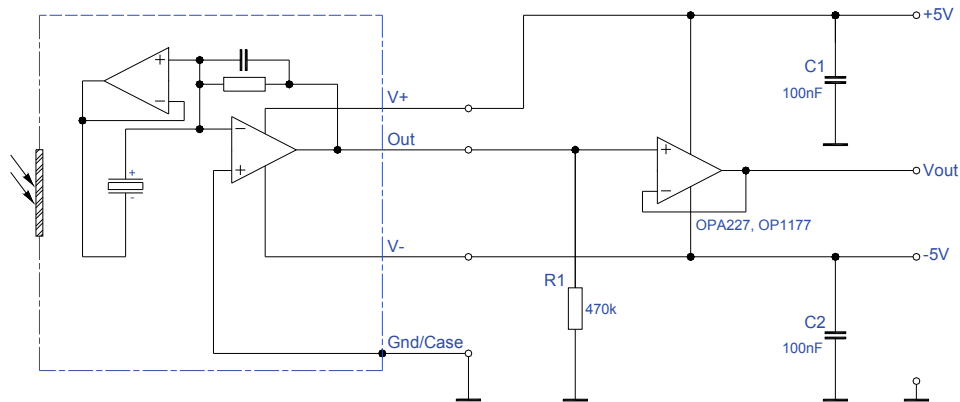 +5V
C1
100nF
V+
Out
Vout
OPA227, OP1177
V-
-5V
R1
470k
C2
100nF
Gnd/Case
+
-
+
-
-
+
+
-